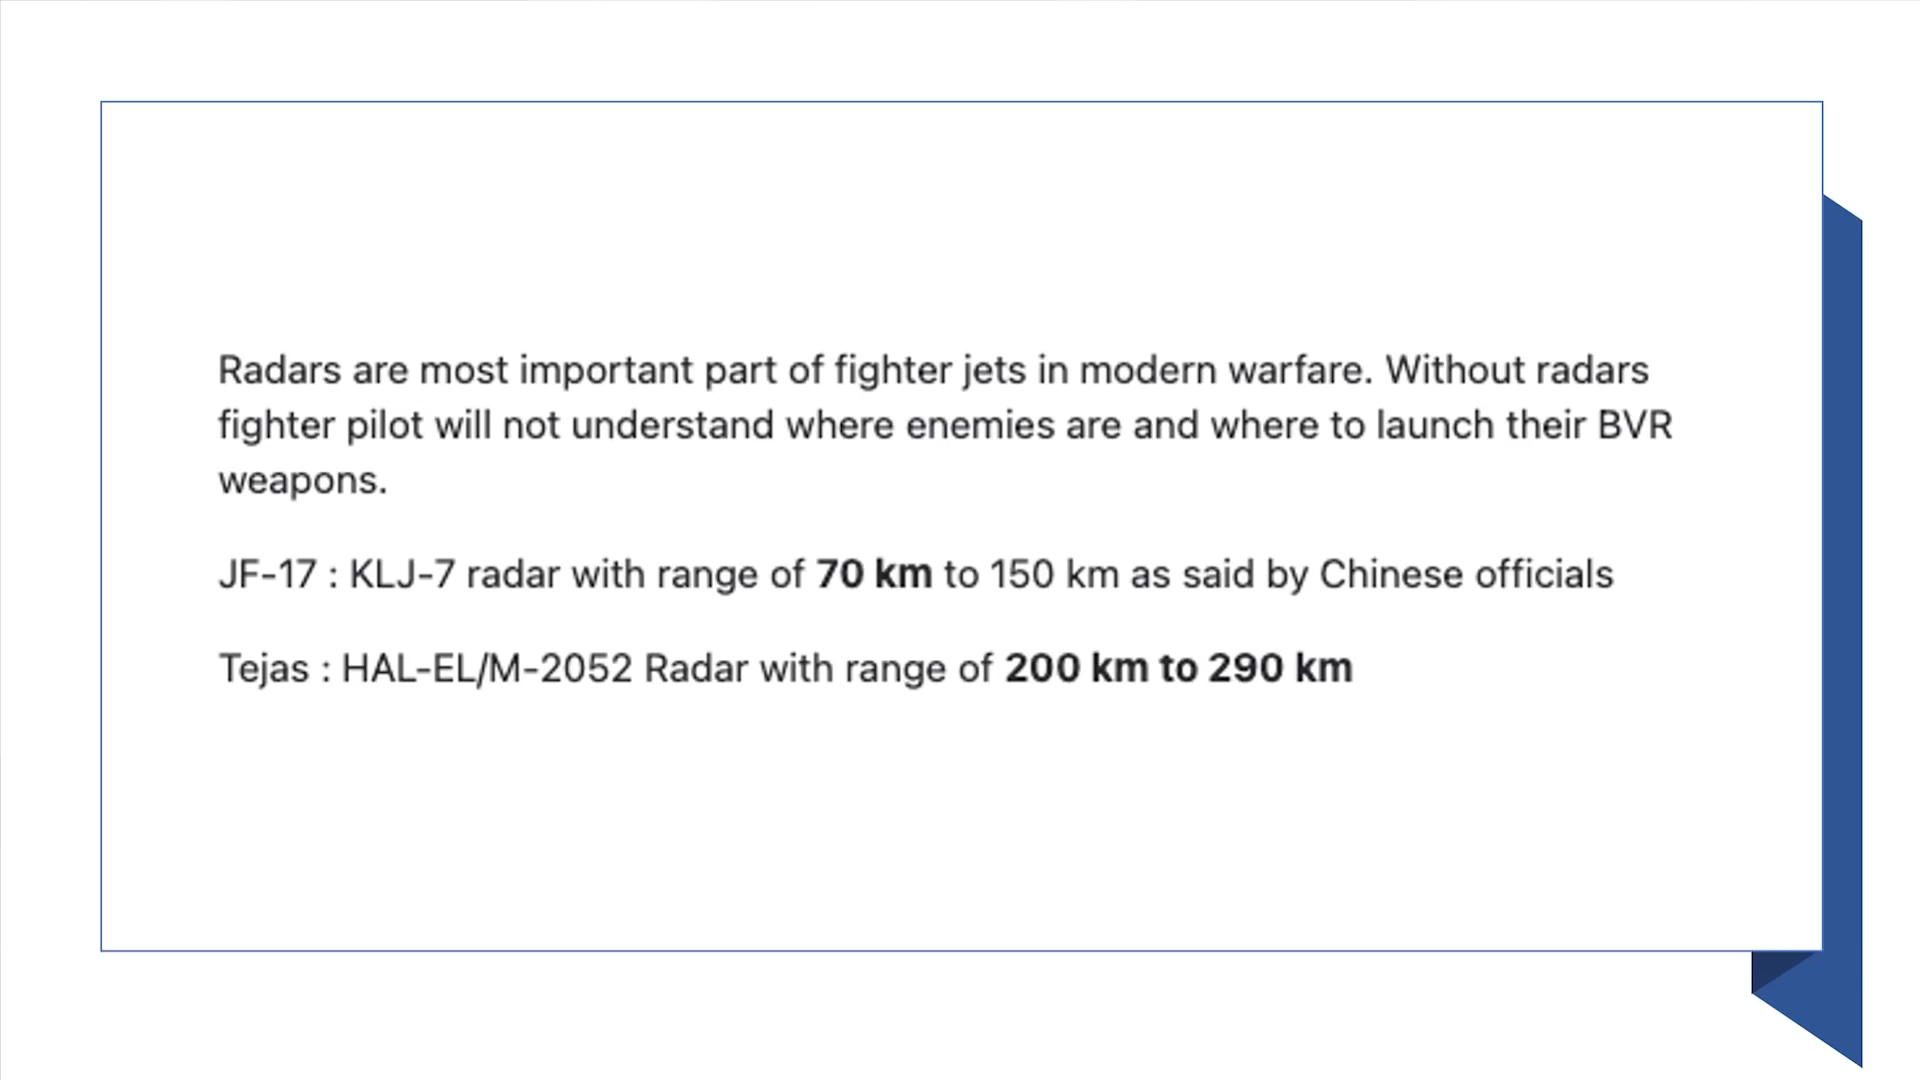 Radars are most important part of fighter jets in modern warfare. Without radars
fighter pilot will not understand where enemies are and where to launch their BVR
weapons.
JF-17 : KLJ-7 radar with range of 70 km to 150 km as said by Chinese officials
Tejas : HAL-EL/M-2052 Radar with range of 200 km to 290 km